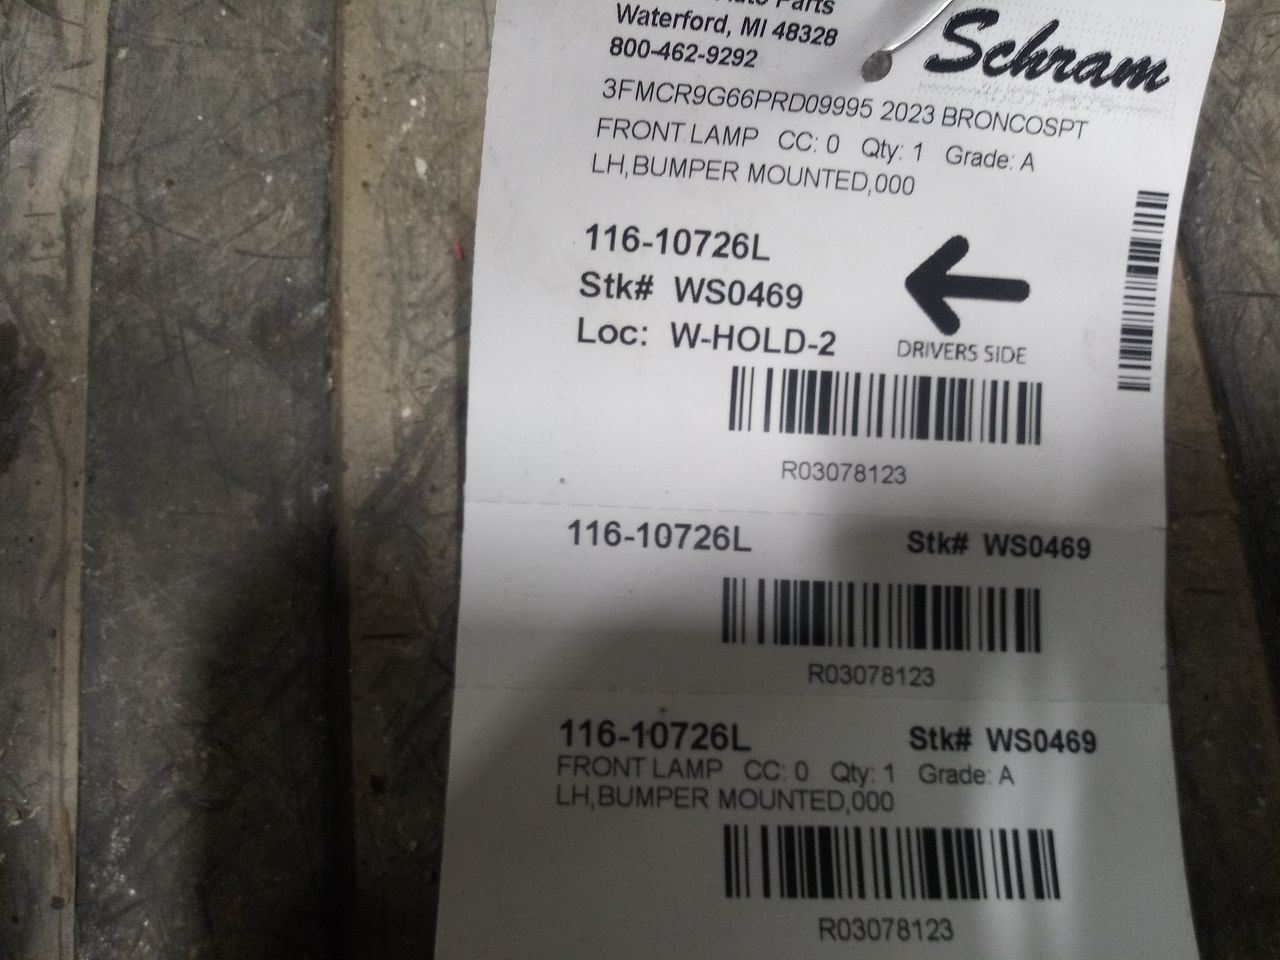 Auto Parts
Waterford, MI 48328
800-462-9292
Schram
3FMCR9G66PRD09995 2023 BRONCOSPT
FRONT LAMP CC: 0 Qty: 1 Grade: A
LH,BUMPER MOUNTED,000
116-10726L
Stk# WS0469
Loc: W-HOLD-2
DRIVERS SIDE
R03078123
116-10726L Stk# WS0469
R03078123
116-10726L Stk# WS0469
FRONT LAMP CC: 0 Qty: 1 Grade: A
LH,BUMPER MOUNTED,000
R03078123